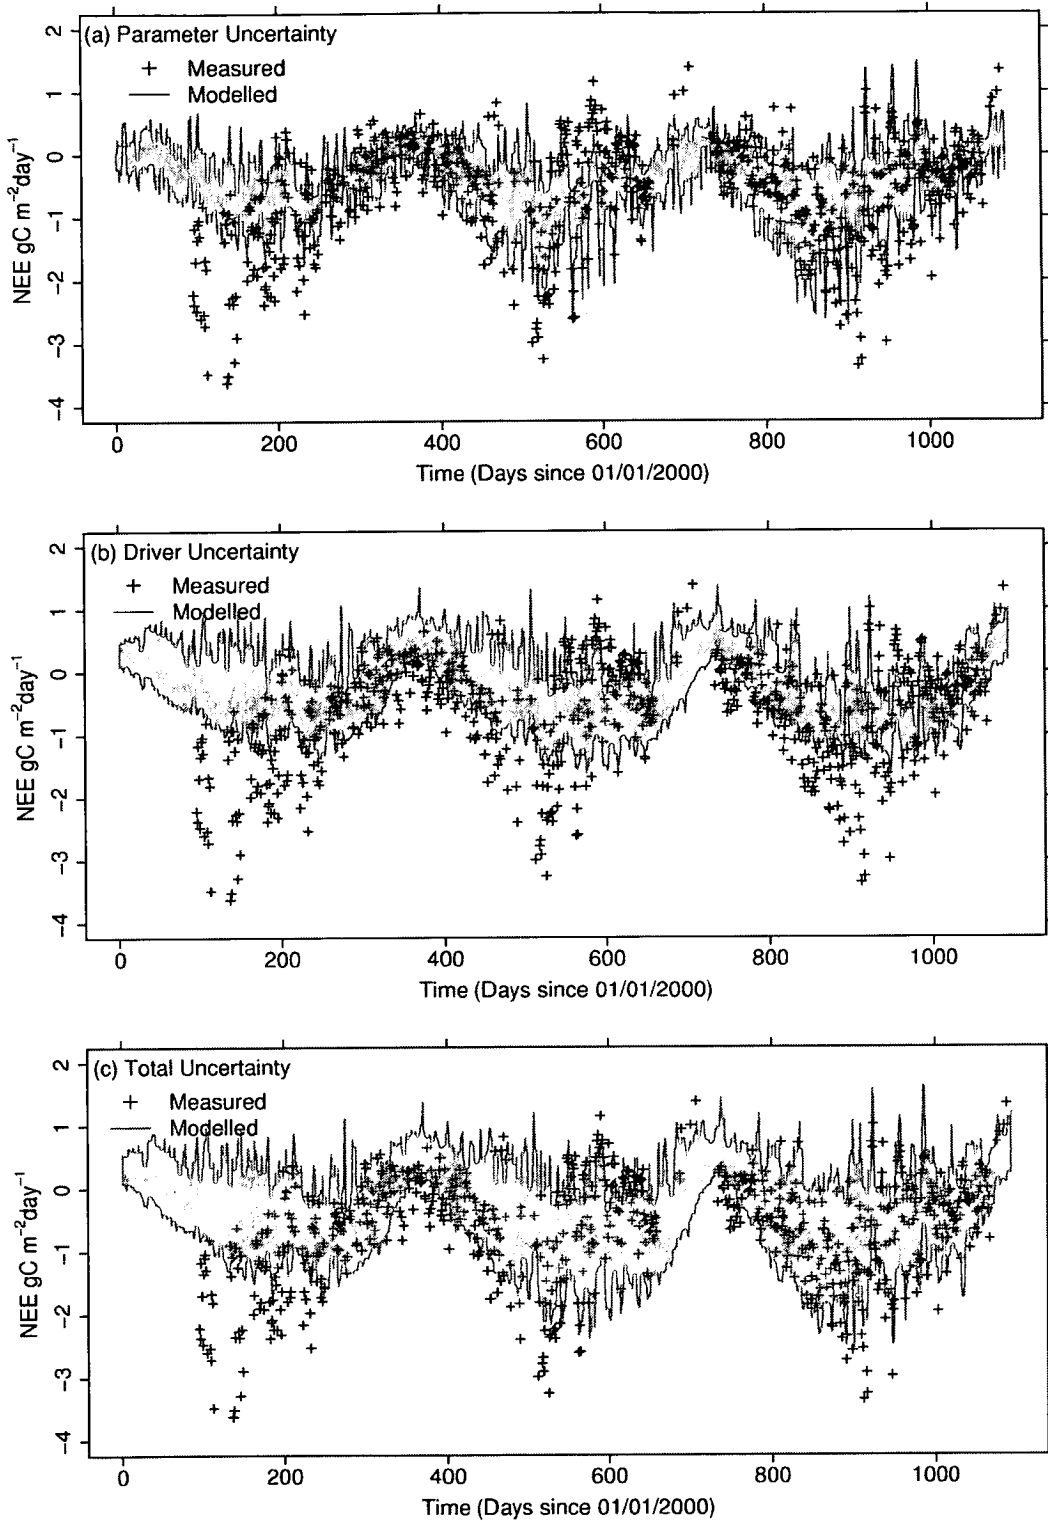 (a) Parameter Uncertainty
+ Measured
Modelled
2
1
0
−1
−2
−3
−4
NEE gC m⁻²day⁻¹
0 200 400 600 800 1000
Time (Days since 01/01/2000)
(b) Driver Uncertainty
+ Measured
Modelled
2
1
0
−1
−2
−3
−4
NEE gC m⁻²day⁻¹
0 200 400 600 800 1000
Time (Days since 01/01/2000)
(c) Total Uncertainty
+ Measured
Modelled
2
1
0
−1
−2
−3
−4
NEE gC m⁻²day⁻¹
0 200 400 600 800 1000
Time (Days since 01/01/2000)